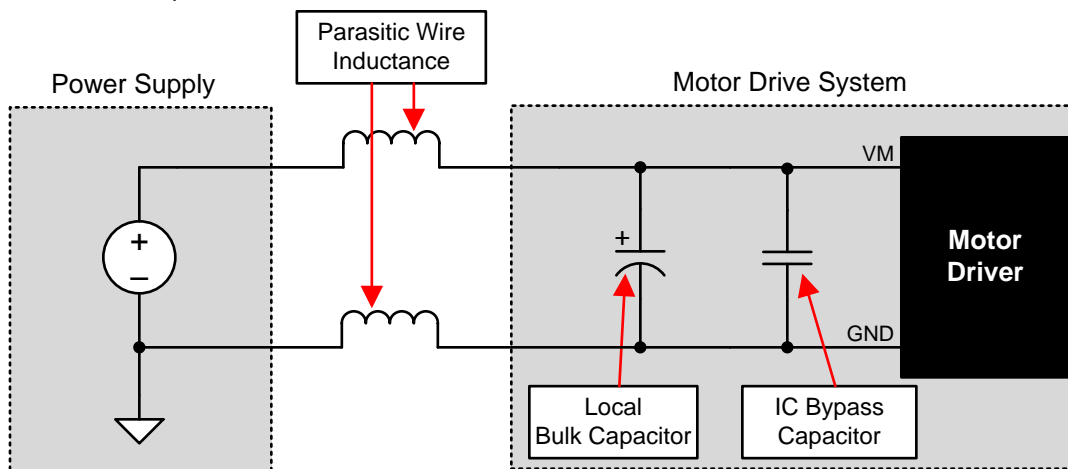 Parasitic Wire
Inductance
Power Supply
Motor Drive System
VM
+
–
+
Motor
Driver
GND
Local
Bulk Capacitor
IC Bypass
Capacitor